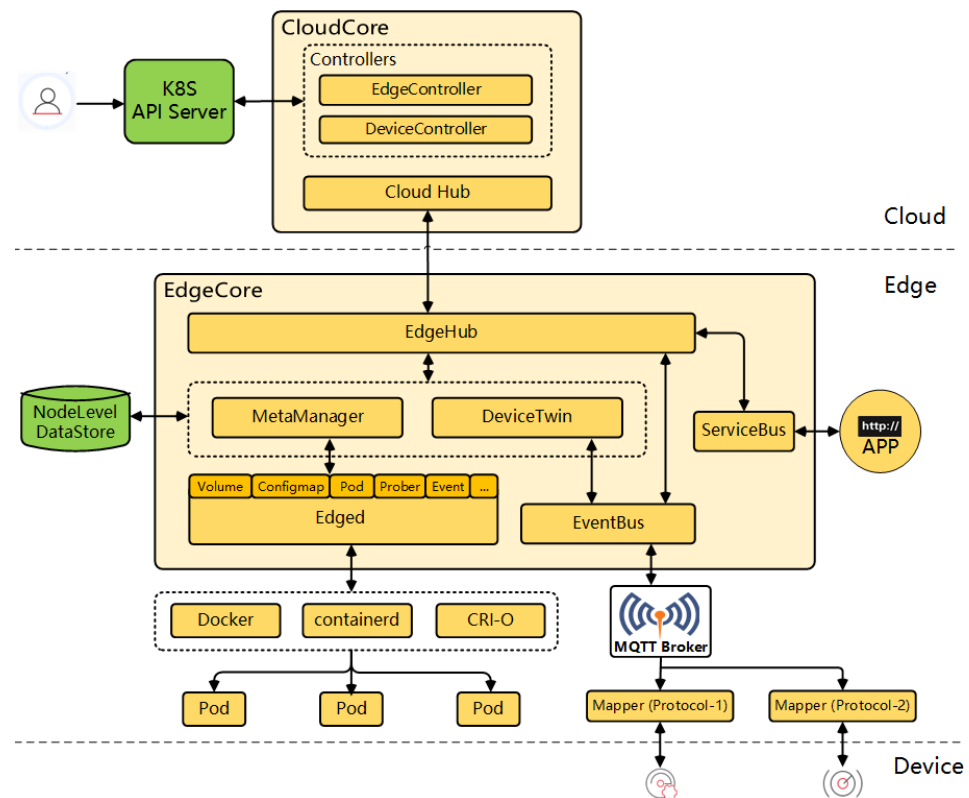 CloudCore
Controllers
EdgeController
DeviceController
Cloud Hub
K8S
API Server
Cloud
Edge
EdgeCore
EdgeHub
NodeLevel
DataStore
MetaManager
DeviceTwin
ServiceBus
http://
APP
Volume
Configmap
Pod
Prober
Event
...
Edged
EventBus
Docker
containerd
CRI-O
MQTT Broker
Pod
Pod
Pod
Mapper (Protocol-1)
Mapper (Protocol-2)
Device